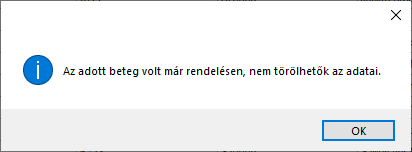 Az adott beteg volt már rendelésen, nem törölhetők az adatai.
OK